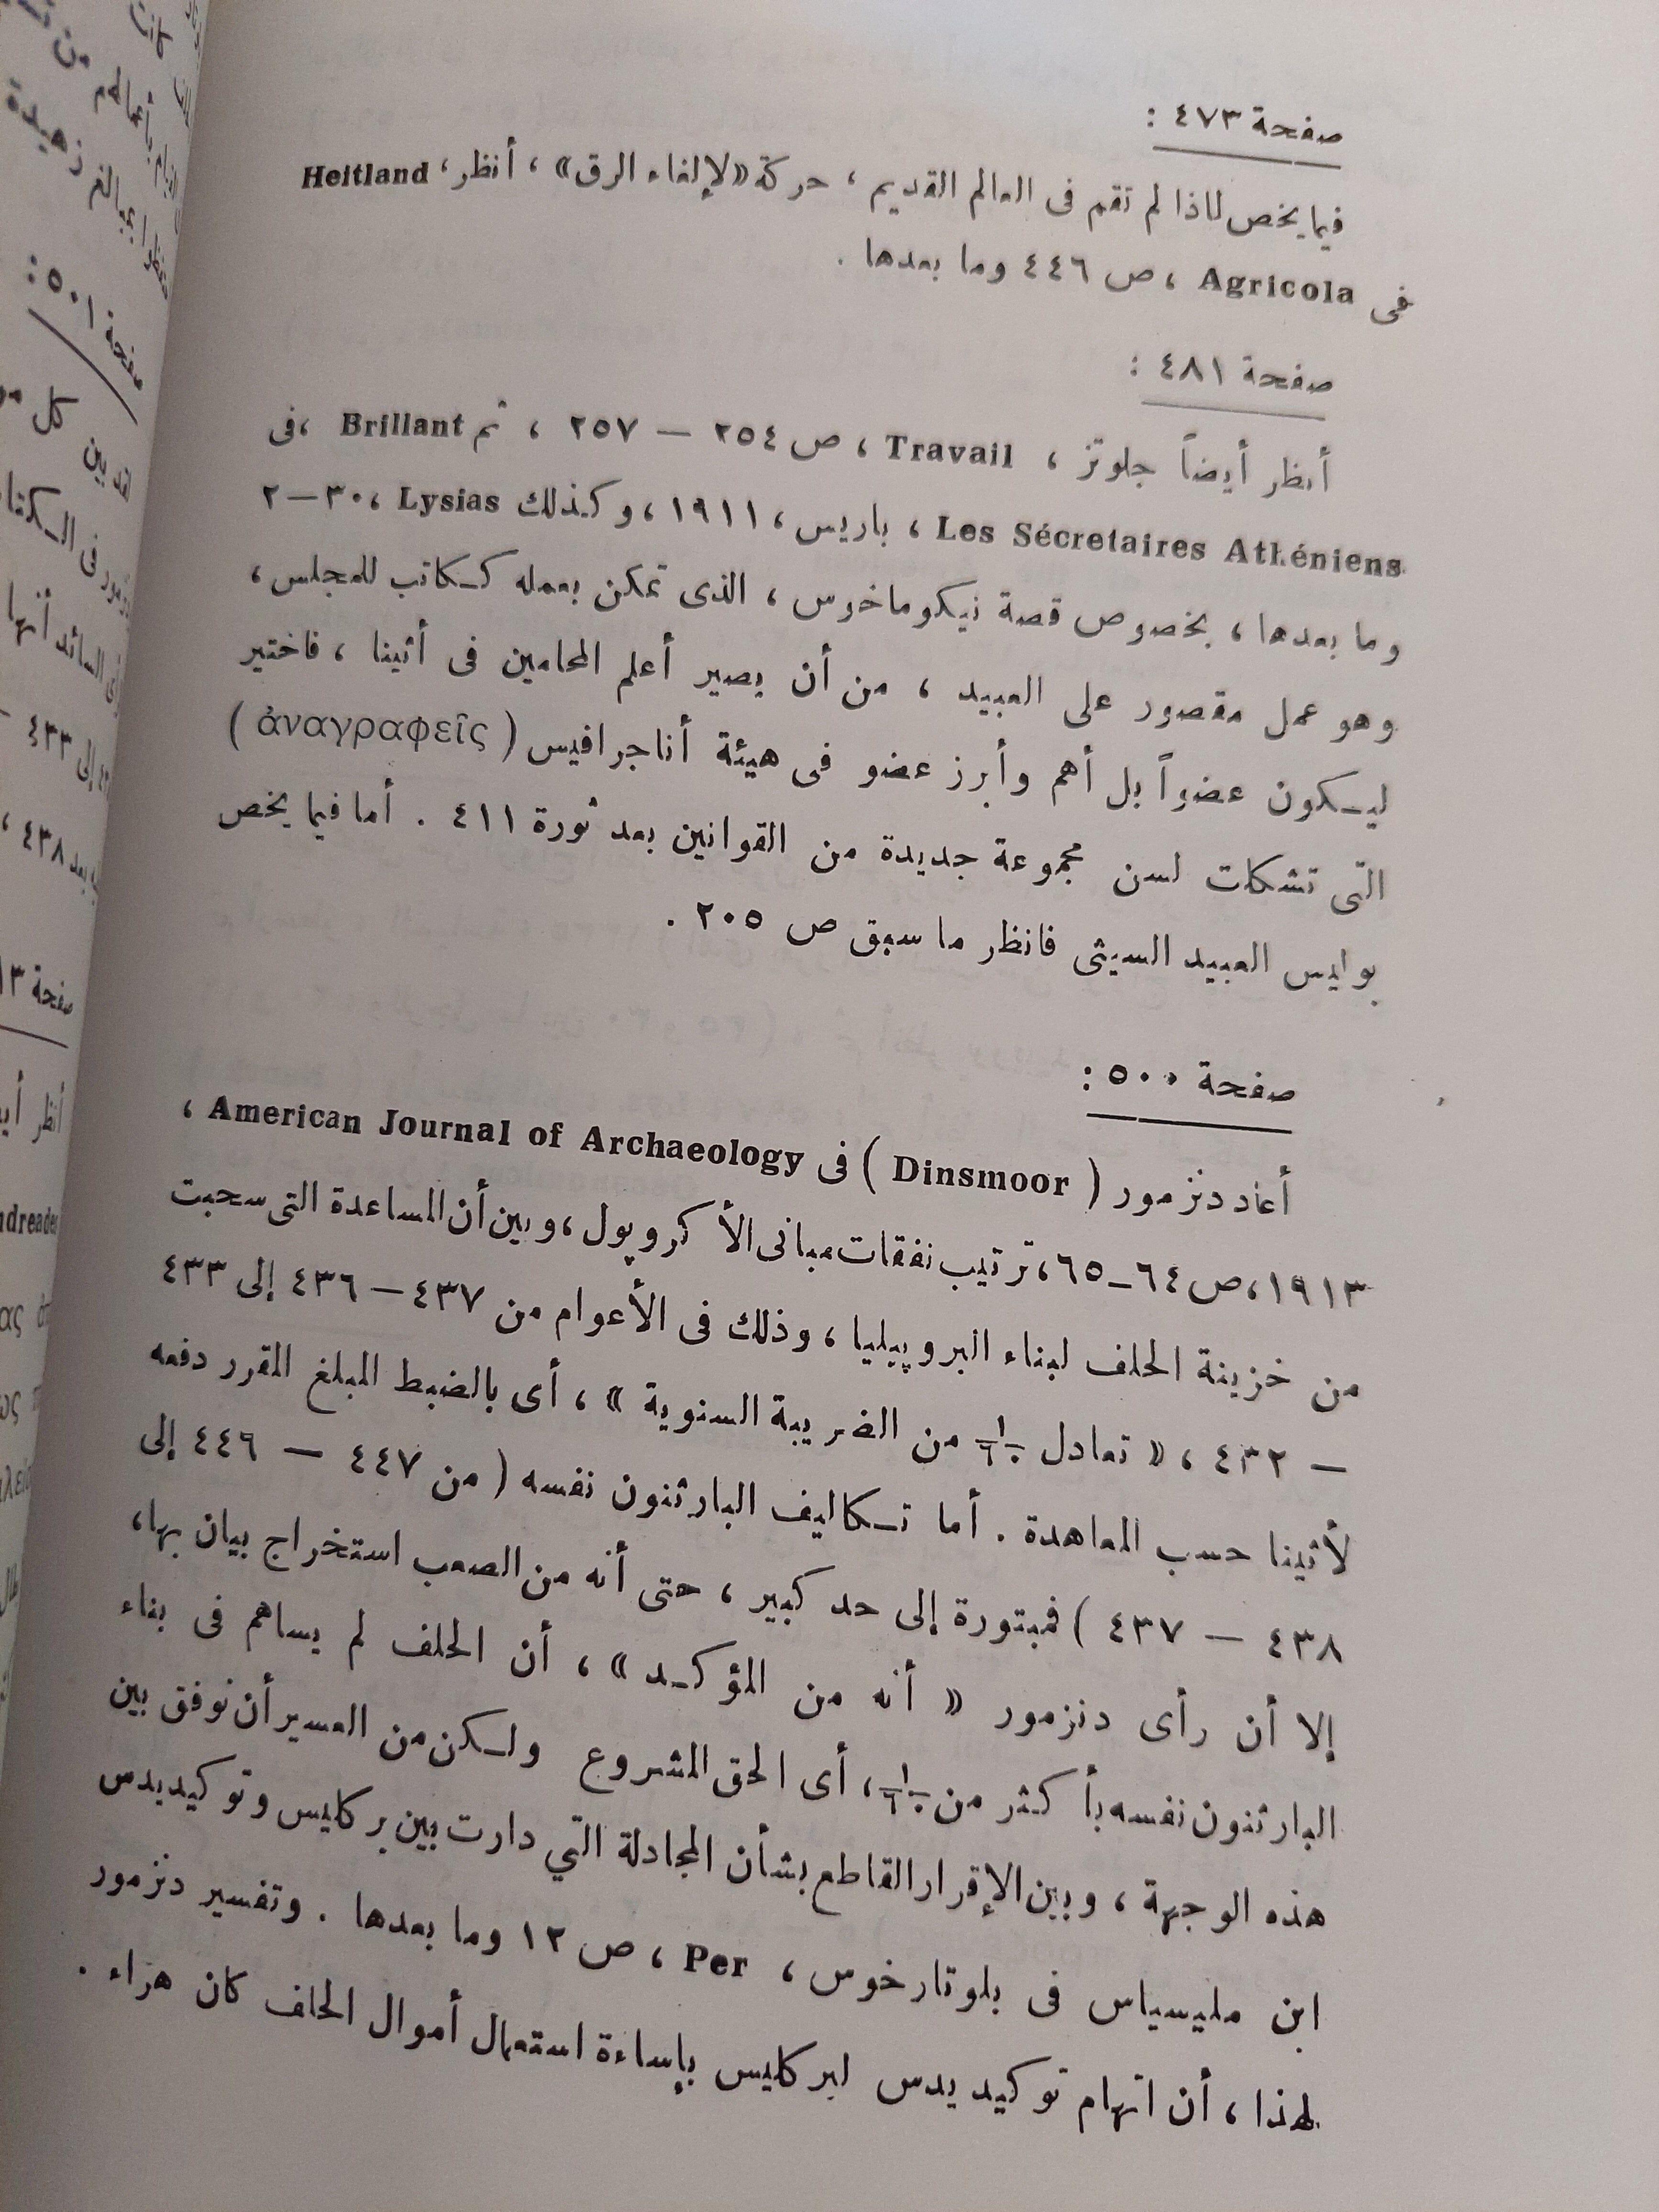 صفحة ٤٧٣ :
فيما يخص لماذا لم تقم فى العالم القديم ، حركة «لإلغاء الرق» ، أنظر ، Heitland
فى Agricola ، ص ٤٤٦ وما بعدها .
صفحة ٤٨١ :
أنظر أيضاً جلوتز ، Travail ، ص ٢٥٤ — ٢٥٧ ، ثم Brillant ، فى
Les Sécretaires Athéniens ، باريس ، ١٩١١ ، وكذلك Lysias ، ٣٠ — ٢
وما بعدها ، بخصوص قصة نيكوماخوس ، الذى تمكن بعمله ككاتب للمجلس ،
وهو عمل مقصور على العبيد ، من أن يصير أعلم المحامين فى أثينا ، فاختير
ليكون عضواً بل أهم وأبرز عضو فى هيئة أناجرافيس ( ἀναγραφεῖς )
التى تشكلت لسن مجموعة جديدة من القوانين بعد ثورة ٤١١ . أما فيما يخص
بوليس العبيد السيثى فانظر ما سبق ص ٢٠٥ .
صفحة ٥٠٠ :
أعاد دنزمور ( Dinsmoor ) فى American Journal of Archaeology ،
١٩١٣ ، ص ٦٤ — ٦٥ ، ترتيب نفقات مبانى الأكروپول ، وبين أن المساعدة التى سحبت
من خزينة الحلف لبناء البروپيليا ، وذلك فى الأعوام من ٤٣٧ — ٤٣٦ إلى ٤٣٣
— ٤٣٢ ، « تعادل ١/٦٠ من الضريبة السنوية » ، أى بالضبط المبلغ المقرر دفعه
لأثينا حسب المعاهدة . أما تكاليف البارثنون نفسه ( من ٤٤٧ — ٤٤٦ إلى
٤٣٨ — ٤٣٧ ) فمبتورة إلى حد كبير ، حتى أنه من الصعب استخراج بيان بها ،
إلا أن رأى دنزمور « أنه من المؤكد » ، أن الحلف لم يساهم فى بناء
البارثنون نفسه بأكثر من ١/٦٠ ، أى الحق المشروع ولكن من العسير أن نوفق بين
هذه الوجهة ، وبين الإقرار القاطع بشأن المجادلة التي دارت بين بركليس وتوكيديدس
ابن مليسياس فى بلوتارخوس ، Per ، ص ١٢ وما بعدها . وتفسير دنزمور
لهذا ، أن اتهام توكيديدس لبركليس بإساءة استعمال أموال الحلف كان هراء .